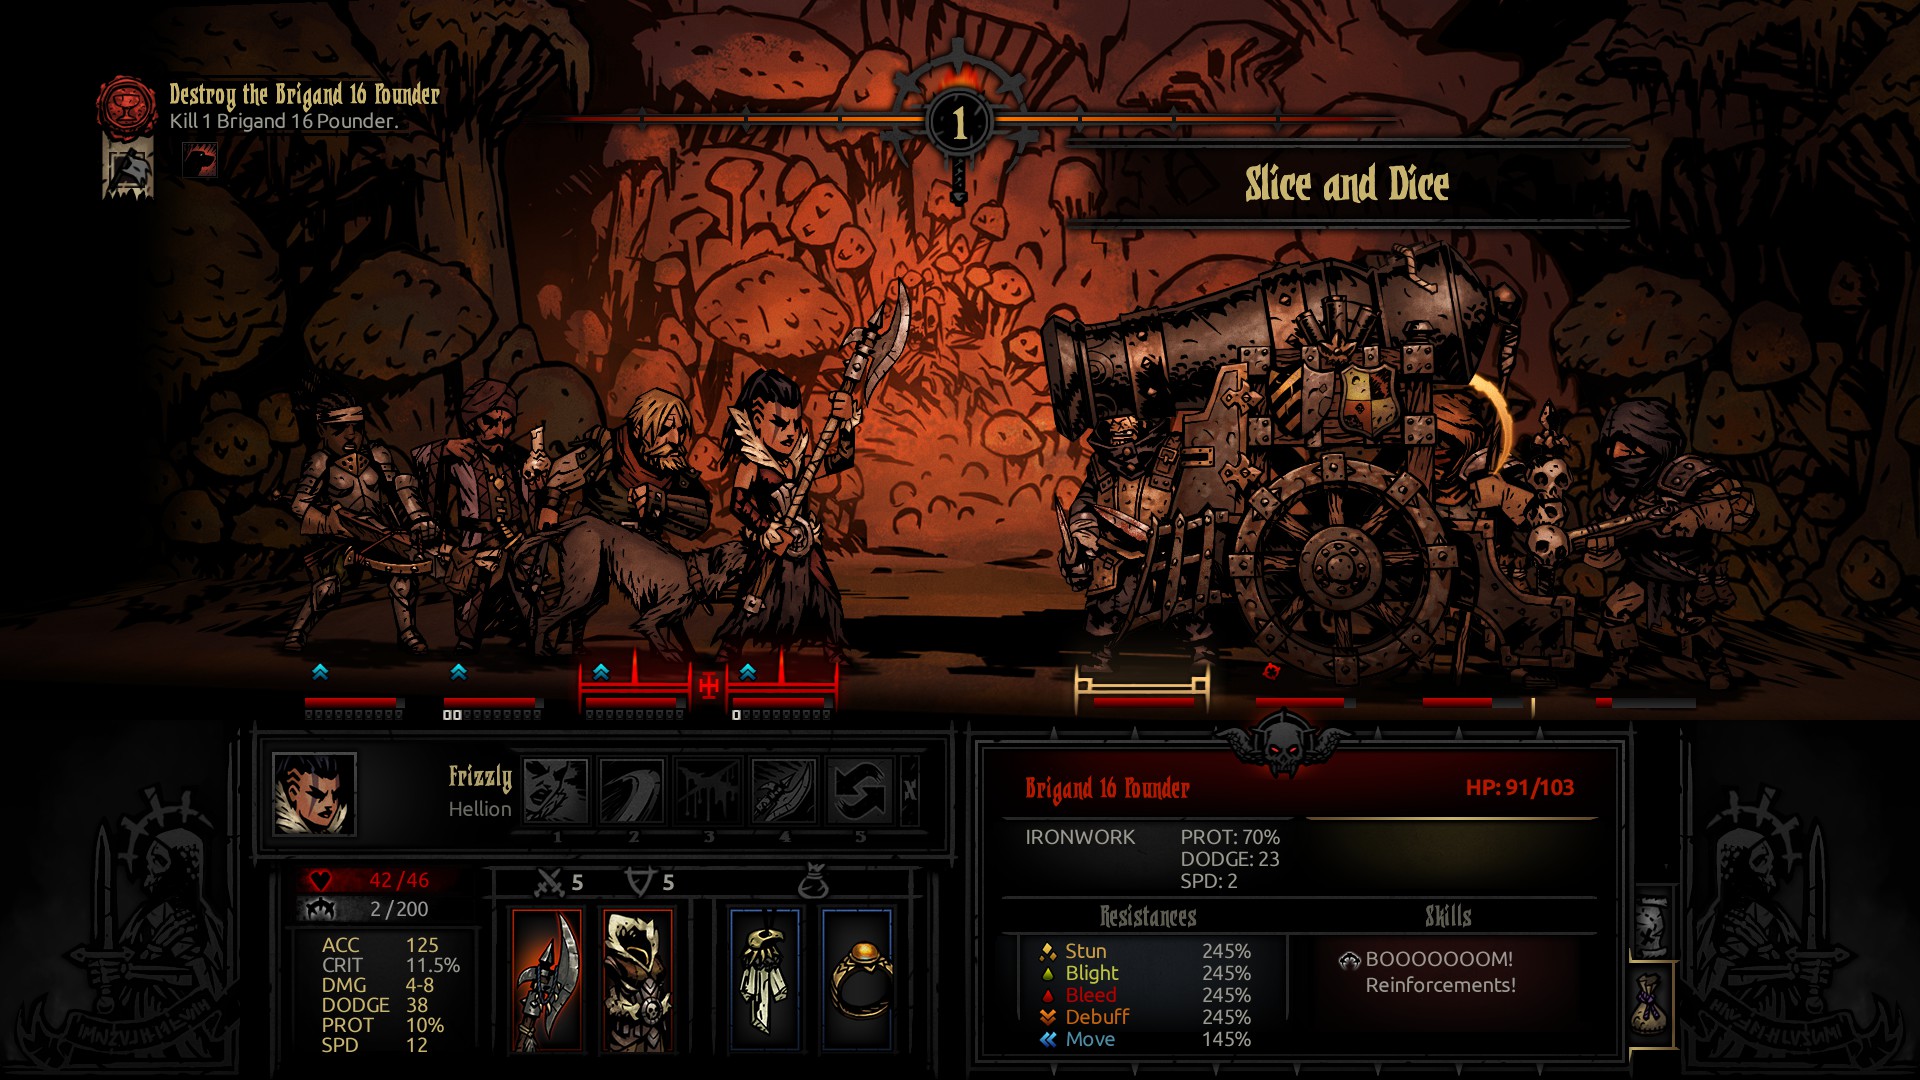 Destroy the Brigand 16 Pounder
Kill 1 Brigand 16 Pounder.
1
Slice and Dice
Frizzly
Hellion
1 2 3 4 5
42/46
2/200
5 5
ACC 125
CRIT 11.5%
DMG 4-8
DODGE 38
PROT 10%
SPD 12
Brigand 16 Pounder HP: 91/103
IRONWORK PROT: 70%
DODGE: 23
SPD: 2
Resistances Skills
Stun 245%
Blight 245%
Bleed 245%
Debuff 245%
Move 145%
BOOOOOOOM!
Reinforcements!